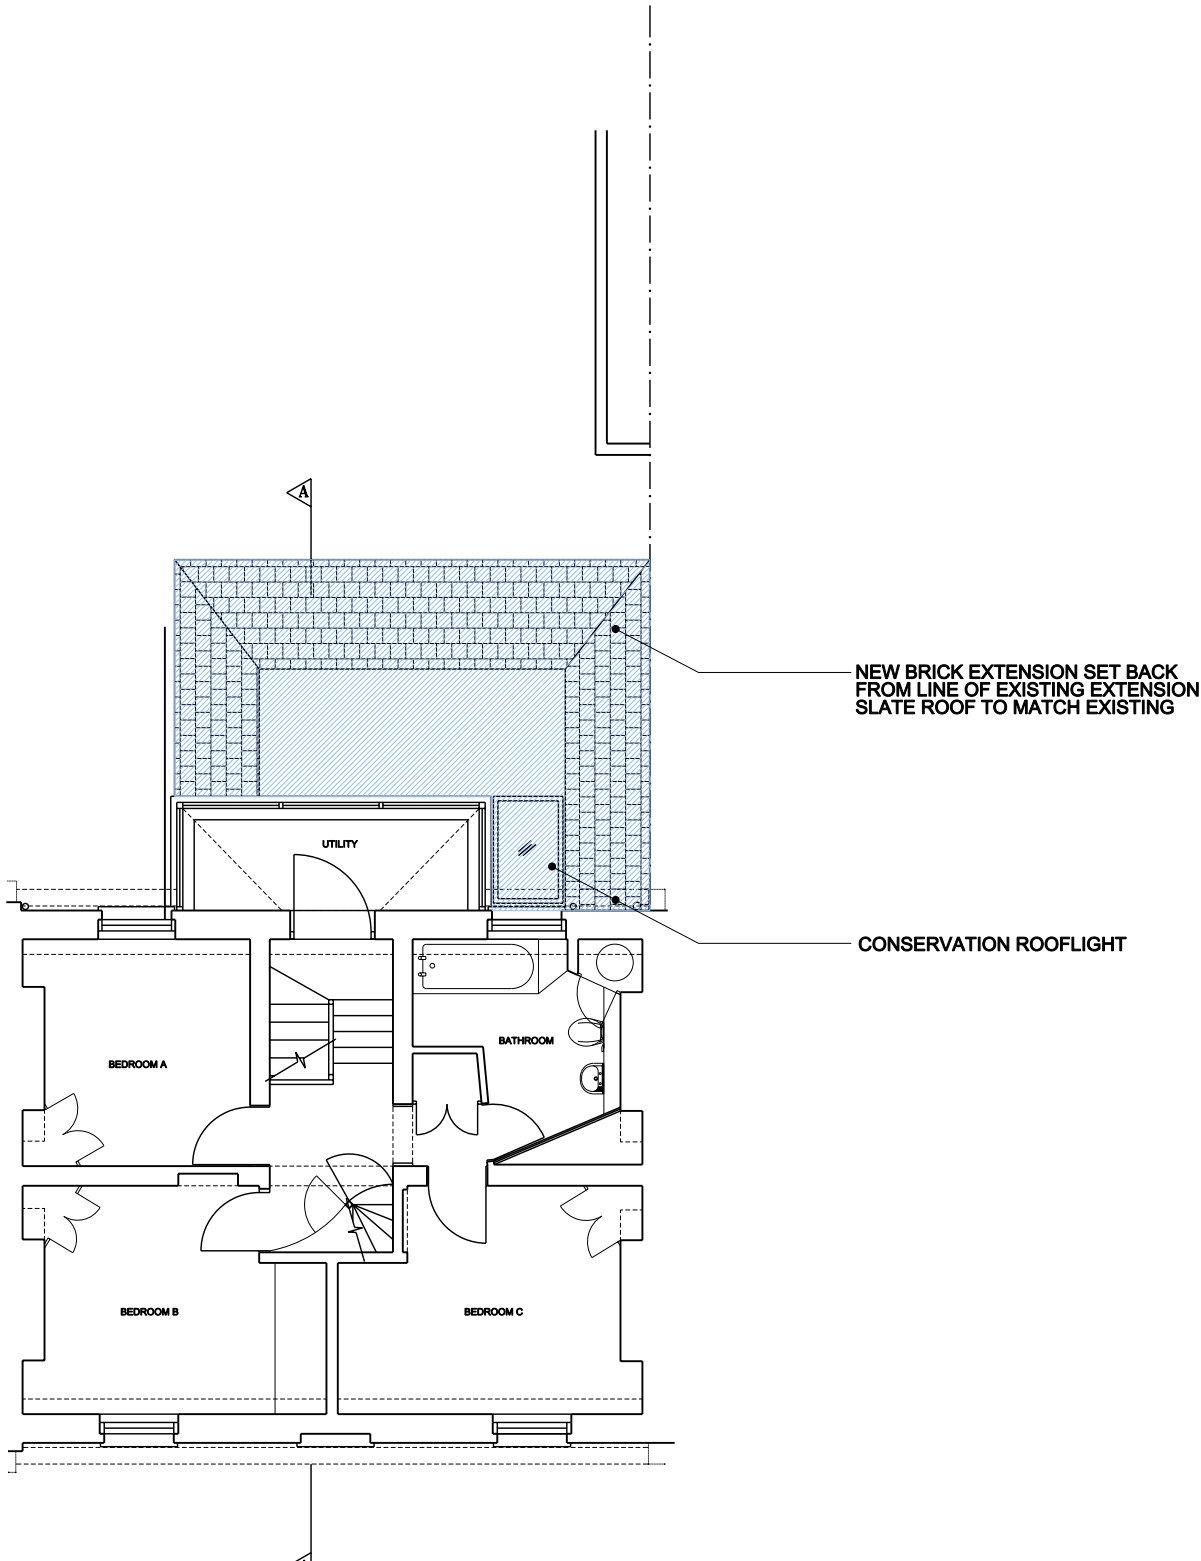 A
NEW BRICK EXTENSION SET BACK
FROM LINE OF EXISTING EXTENSION
SLATE ROOF TO MATCH EXISTING
UTILITY
CONSERVATION ROOFLIGHT
BATHROOM
BEDROOM A
BEDROOM B
BEDROOM C